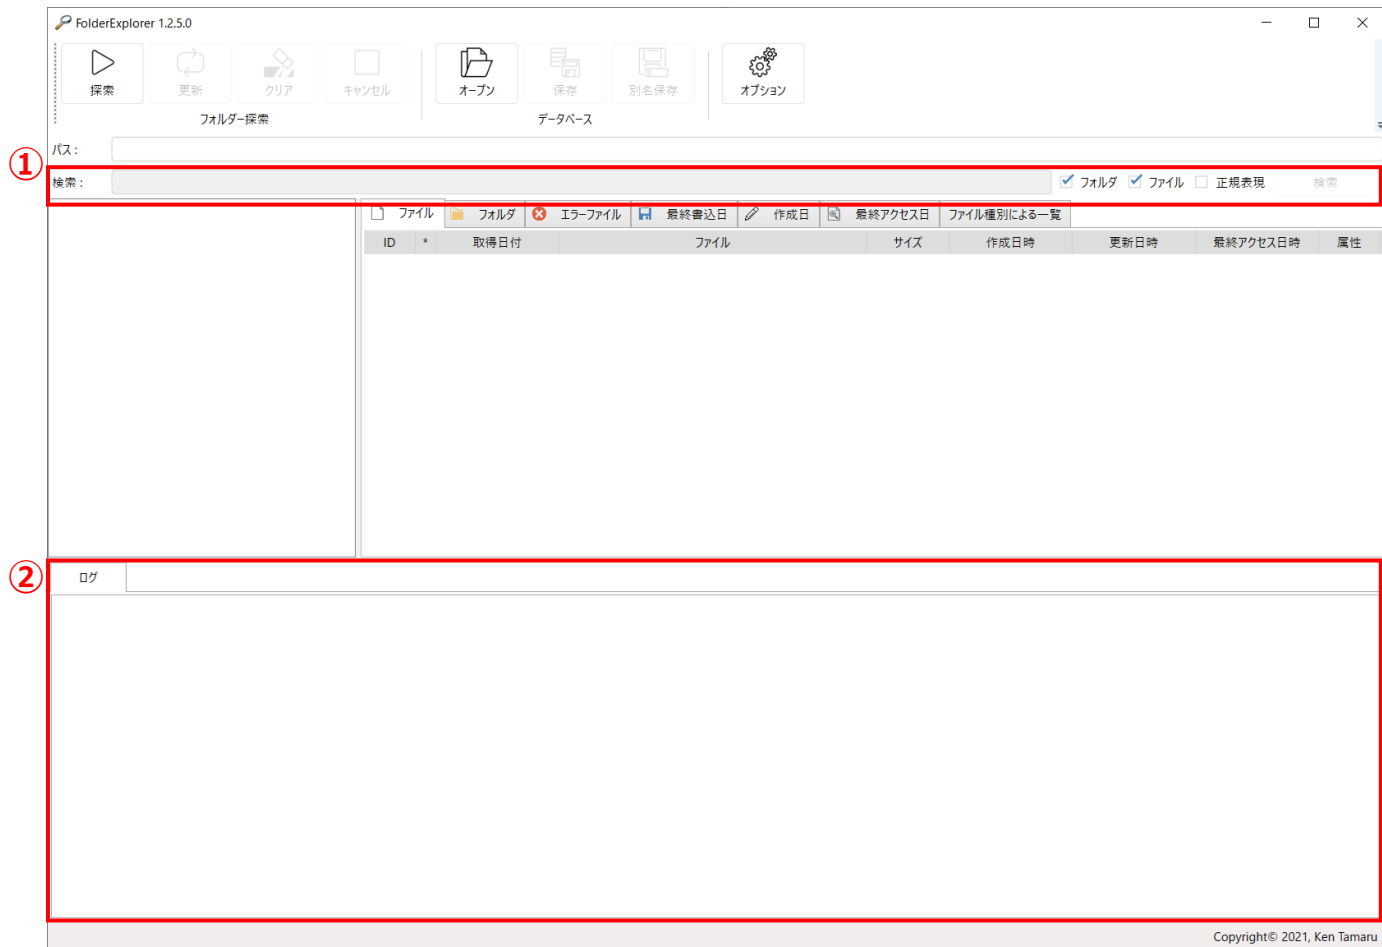 FolderExplorer 1.2.5.0
探索 更新 クリア キャンセル オープン 保存 別名保存 オプション
フォルダー探索 データベース
パス :
①
検索 : フォルダ ファイル 正規表現 検索
ファイル フォルダ エラーファイル 最終書込日 作成日 最終アクセス日 ファイル種別による一覧
ID * 取得日付 ファイル サイズ 作成日時 更新日時 最終アクセス日時 属性
②
ログ
Copyright© 2021, Ken Tamaru